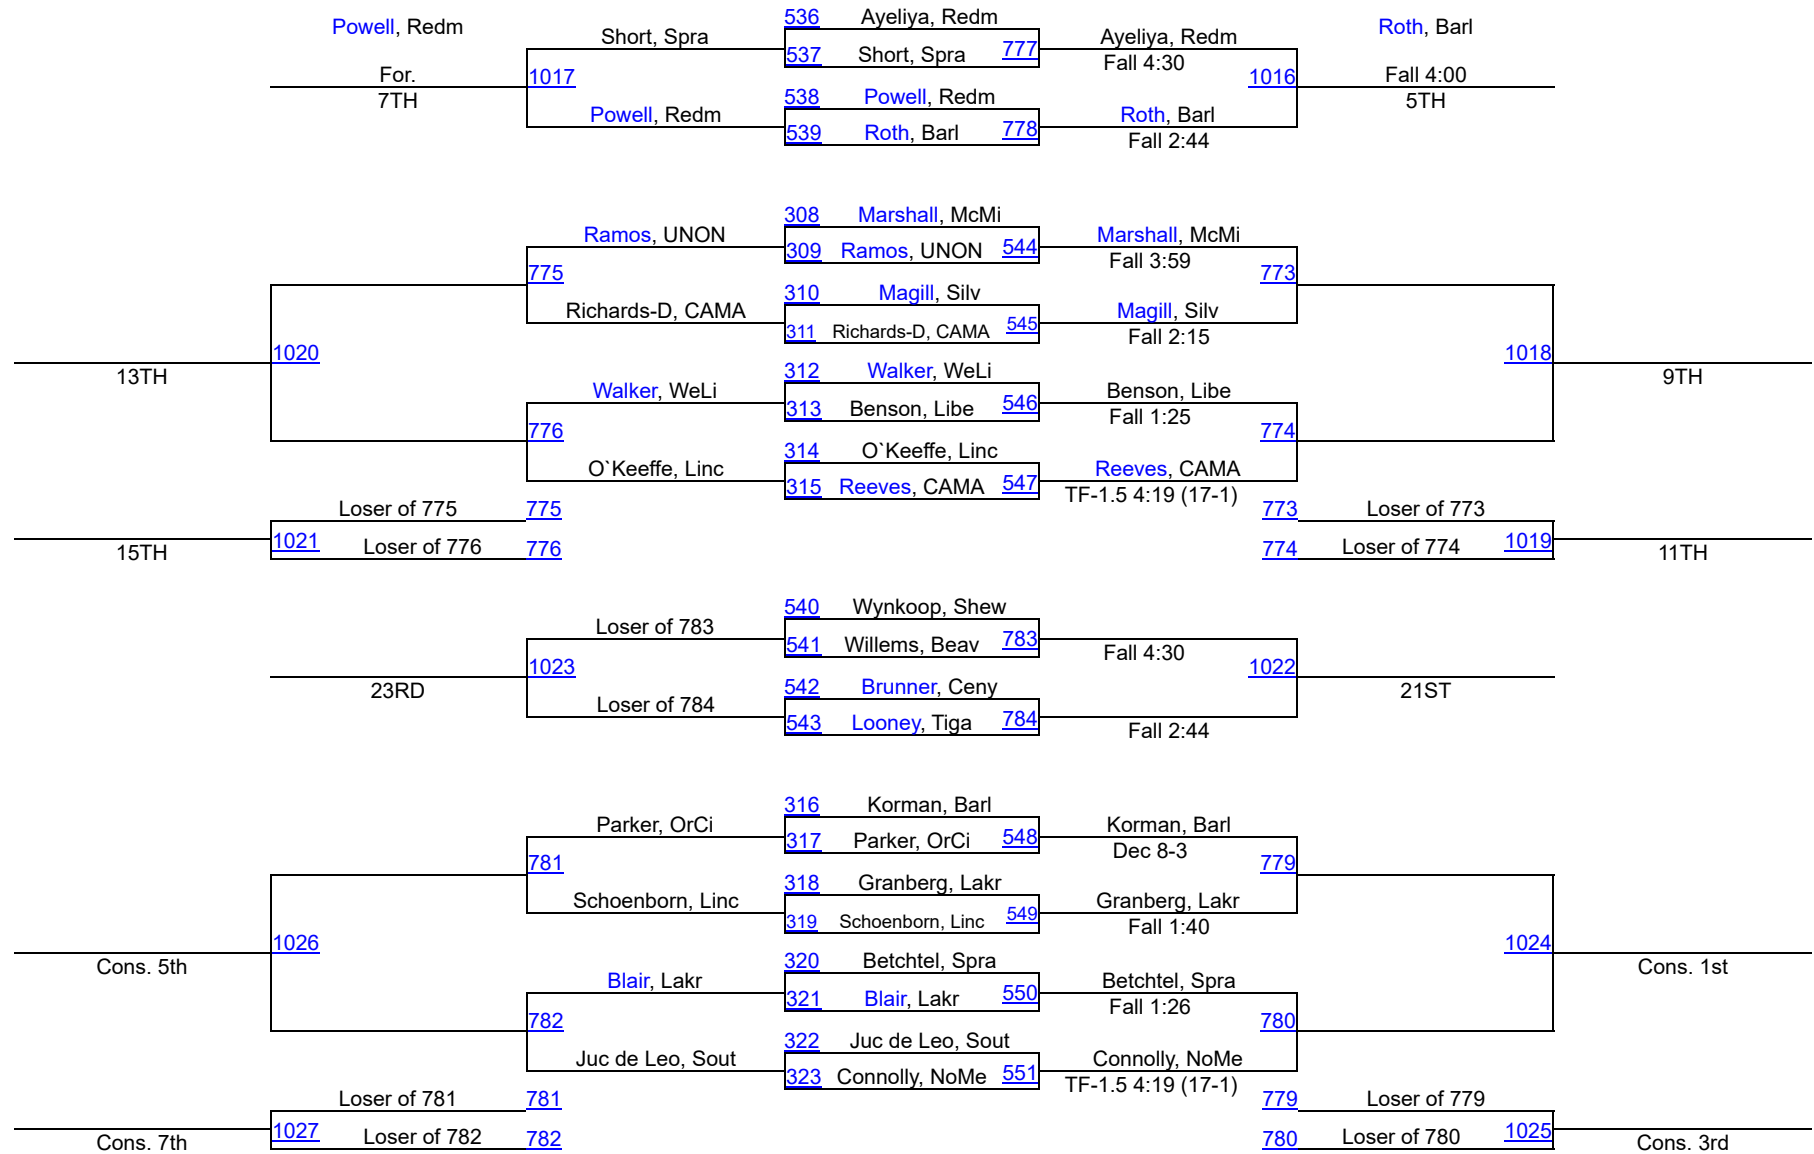 Powell, Redm
Short, Spra
536 Ayeliya, Redm
Ayeliya, Redm
Roth, Barl
537 Short, Spra 777
Fall 4:30
For.
1017
1016
Fall 4:00
7TH
5TH
538 Powell, Redm
Powell, Redm
Roth, Barl
539 Roth, Barl 778
Fall 2:44
308 Marshall, McMi
Ramos, UNON
Marshall, McMi
309 Ramos, UNON 544
Fall 3:59
775
773
310 Magill, Silv
Richards-D, CAMA
Magill, Silv
311 Richards-D, CAMA 545
Fall 2:15
1020
1018
13TH
9TH
312 Walker, WeLi
Walker, WeLi
Benson, Libe
313 Benson, Libe 546
Fall 1:25
776
774
314 O`Keeffe, Linc
O`Keeffe, Linc
Reeves, CAMA
315 Reeves, CAMA 547
TF-1.5 4:19 (17-1)
Loser of 775 775
773 Loser of 773
15TH
1021 Loser of 776 776
774 Loser of 774 1019
11TH
540 Wynkoop, Shew
Loser of 783
541 Willems, Beav 783
Fall 4:30
1023
1022
23RD
21ST
542 Brunner, Ceny
Loser of 784
543 Looney, Tiga 784
Fall 2:44
316 Korman, Barl
Parker, OrCi
Korman, Barl
317 Parker, OrCi 548
Dec 8-3
781
779
318 Granberg, Lakr
Schoenborn, Linc
Granberg, Lakr
319 Schoenborn, Linc 549
Fall 1:40
1026
1024
Cons. 5th
Cons. 1st
320 Betchtel, Spra
Blair, Lakr
Betchtel, Spra
321 Blair, Lakr 550
Fall 1:26
782
780
322 Juc de Leo, Sout
Juc de Leo, Sout
Connolly, NoMe
323 Connolly, NoMe 551
TF-1.5 4:19 (17-1)
Loser of 781 781
779 Loser of 779
Cons. 7th
1027 Loser of 782 782
780 Loser of 780 1025
Cons. 3rd